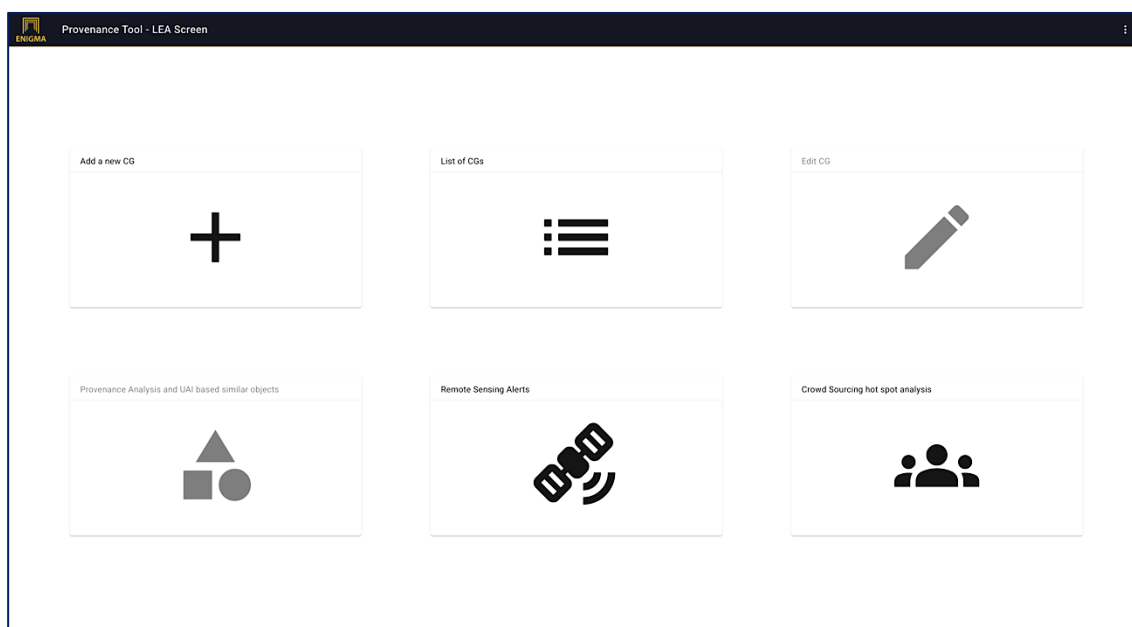 ENIGMA
Provenance Tool - LEA Screen
Add a new CG
List of CGs
Edit CG
Provenance Analysis and UAI based similar objects
Remote Sensing Alerts
Crowd Sourcing hot spot analysis